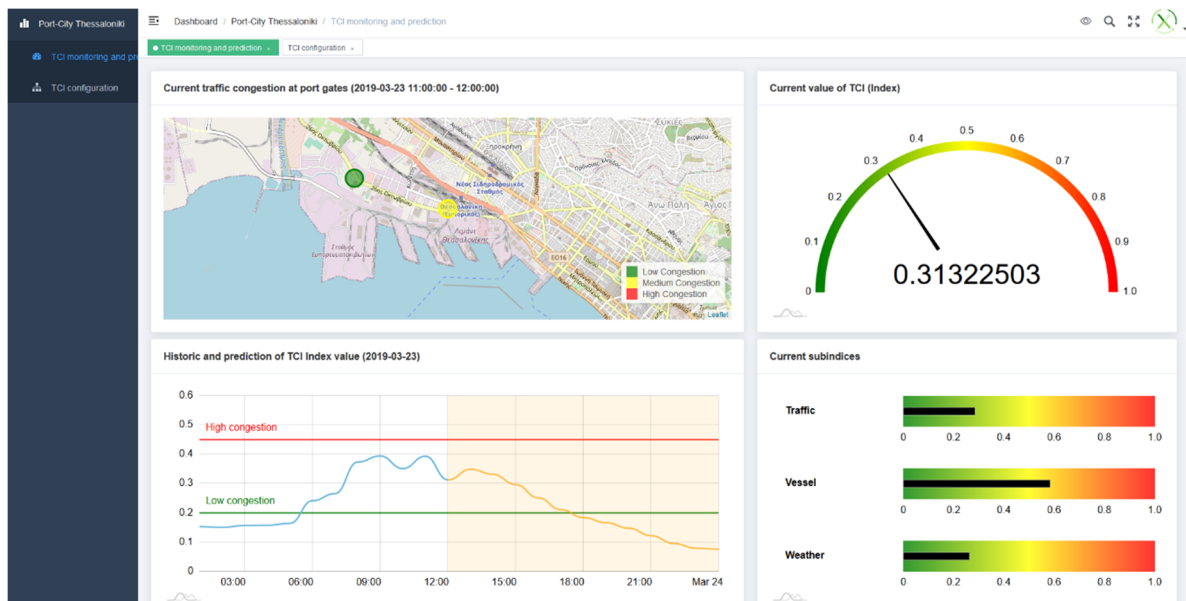 Port-City Thessaloniki
TCI monitoring and pr
TCI configuration
Dashboard / Port-City Thessaloniki / TCI monitoring and prediction
TCI monitoring and prediction
TCI configuration
Current traffic congestion at port gates (2019-03-23 11:00:00 - 12:00:00)
Ξηροκρήνη
Νέος Σιδηροδρομικός
Σταθμός
Άνω Πόλη
Λιμάνι
Θεσσαλονίκης
Σταθμός
EO16
Low Congestion
Medium Congestion
High Congestion
Leaflet
Current value of TCI (Index)
0
0.1
0.2
0.3
0.4
0.5
0.6
0.7
0.8
0.9
1.0
0.31322503
Historic and prediction of TCI Index value (2019-03-23)
0.6
0.5
High congestion
0.4
0.3
Low congestion
0.2
0.1
0
03:00 06:00 09:00 12:00 15:00 18:00 21:00 Mar 24
Current subindices
Traffic
0 0.2 0.4 0.6 0.8 1.0
Vessel
0 0.2 0.4 0.6 0.8 1.0
Weather
0 0.2 0.4 0.6 0.8 1.0